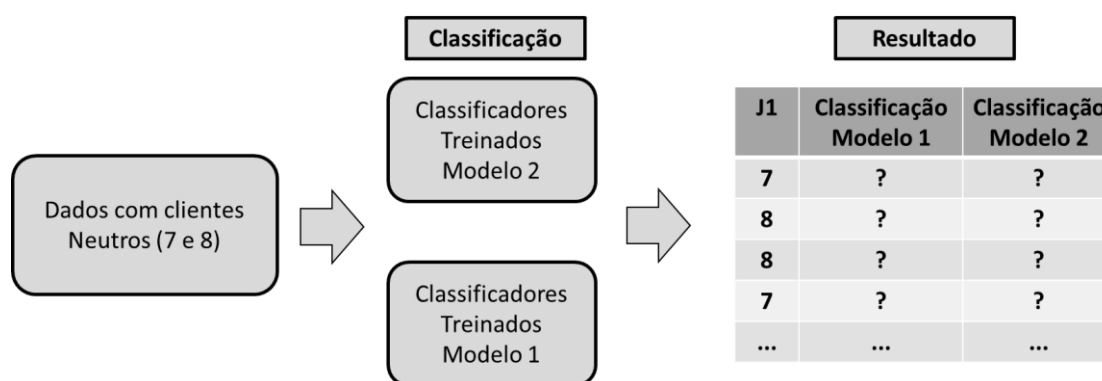 Classificação
Resultado
Dados com clientes
Neutros (7 e 8)
Classificadores
Treinados
Modelo 2
Classificadores
Treinados
Modelo 1
J1 Classificação Classificação
Modelo 1 Modelo 2
7 ? ?
8 ? ?
8 ? ?
7 ? ?
... ... ...